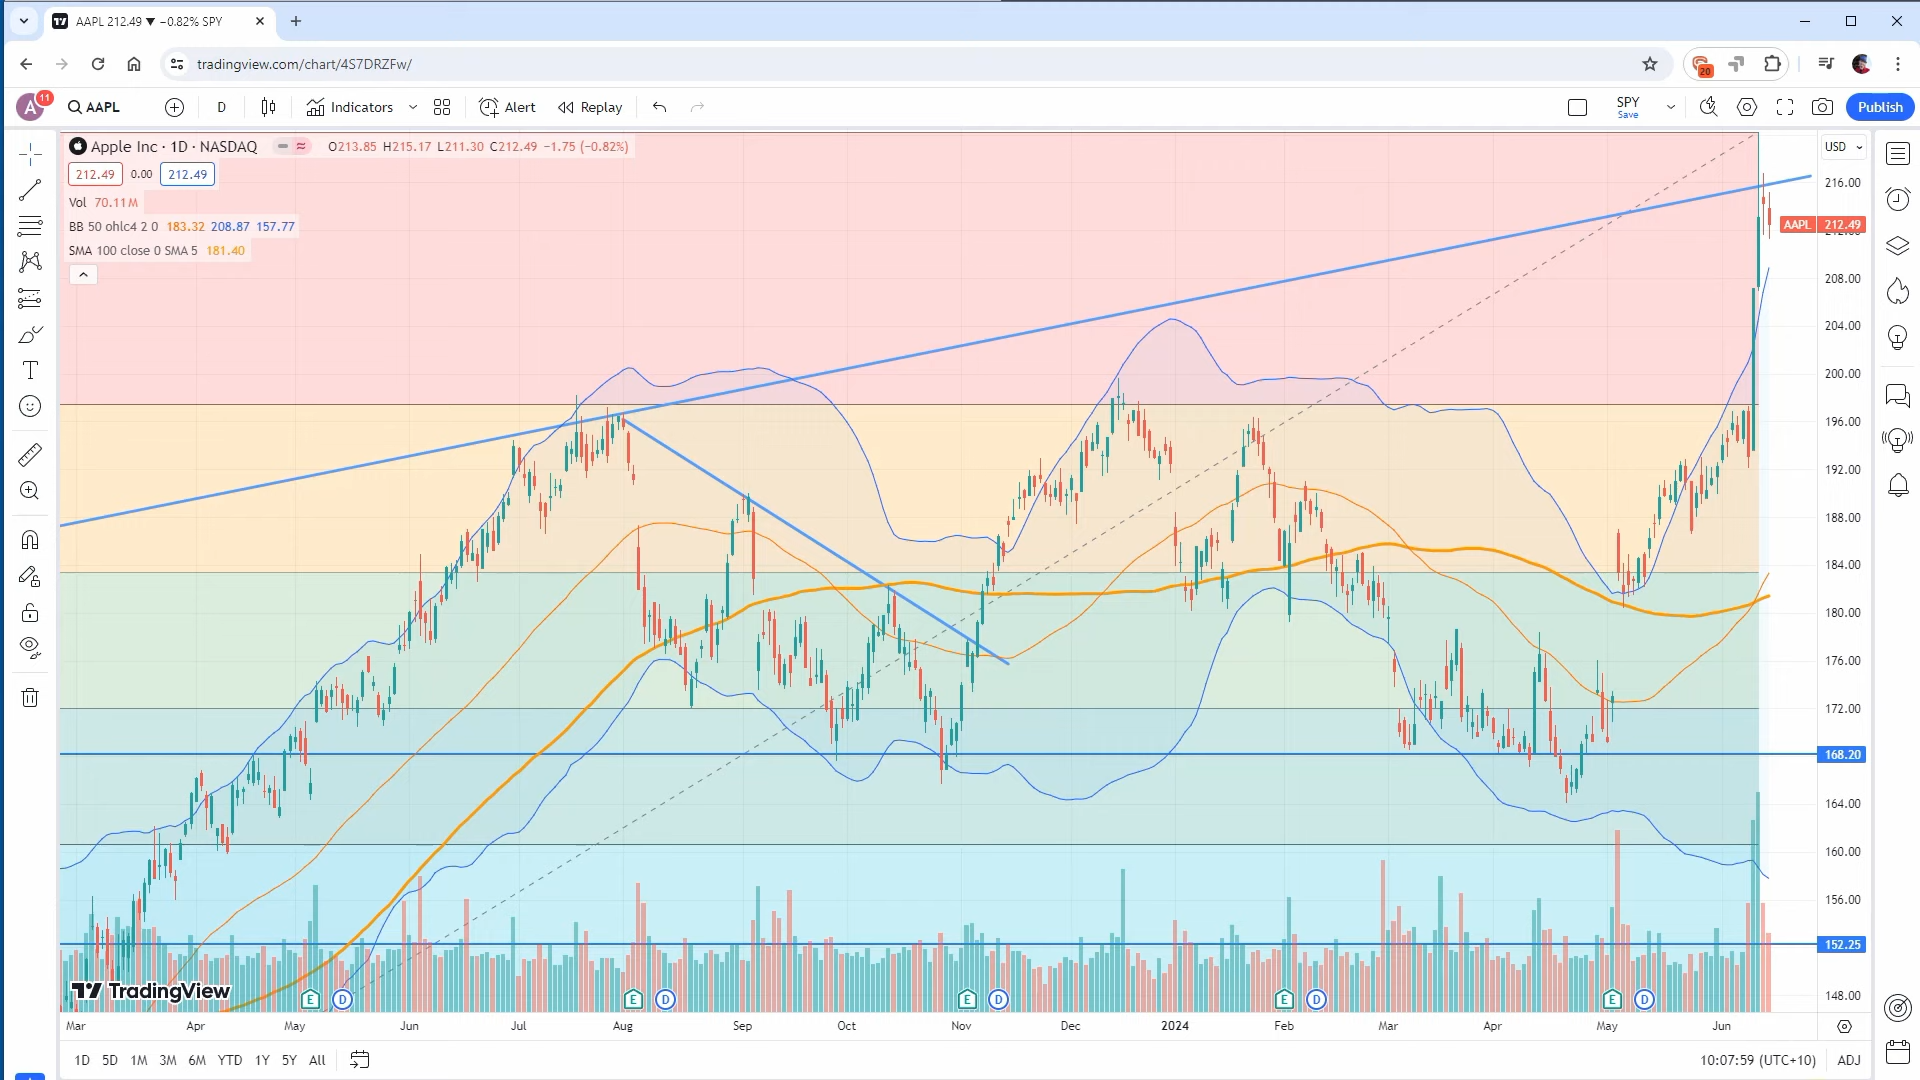 AAPL 212.49 ▼ −0.82% SPY
tradingview.com/chart/4S7DRZFw/
20
A 11 AAPL D Indicators Alert Replay SPY Publish
Save
Apple Inc · 1D · NASDAQ O213.85 H215.17 L211.30 C212.49 −1.75 (−0.82%)
USD
212.49 0.00 212.49
Vol 70.11M
BB 50 ohlc4 2 0 183.32 208.87 157.77
SMA 100 close 0 SMA 5 181.40
216.00
AAPL 212.49
212.00
208.00
204.00
200.00
196.00
192.00
188.00
184.00
180.00
176.00
172.00
168.20
164.00
160.00
156.00
152.25
148.00
TradingView
E D E D E D E D E D
Mar Apr May Jun Jul Aug Sep Oct Nov Dec 2024 Feb Mar Apr May Jun
1D 5D 1M 3M 6M YTD 1Y 5Y All 10:07:59 (UTC+10) ADJ